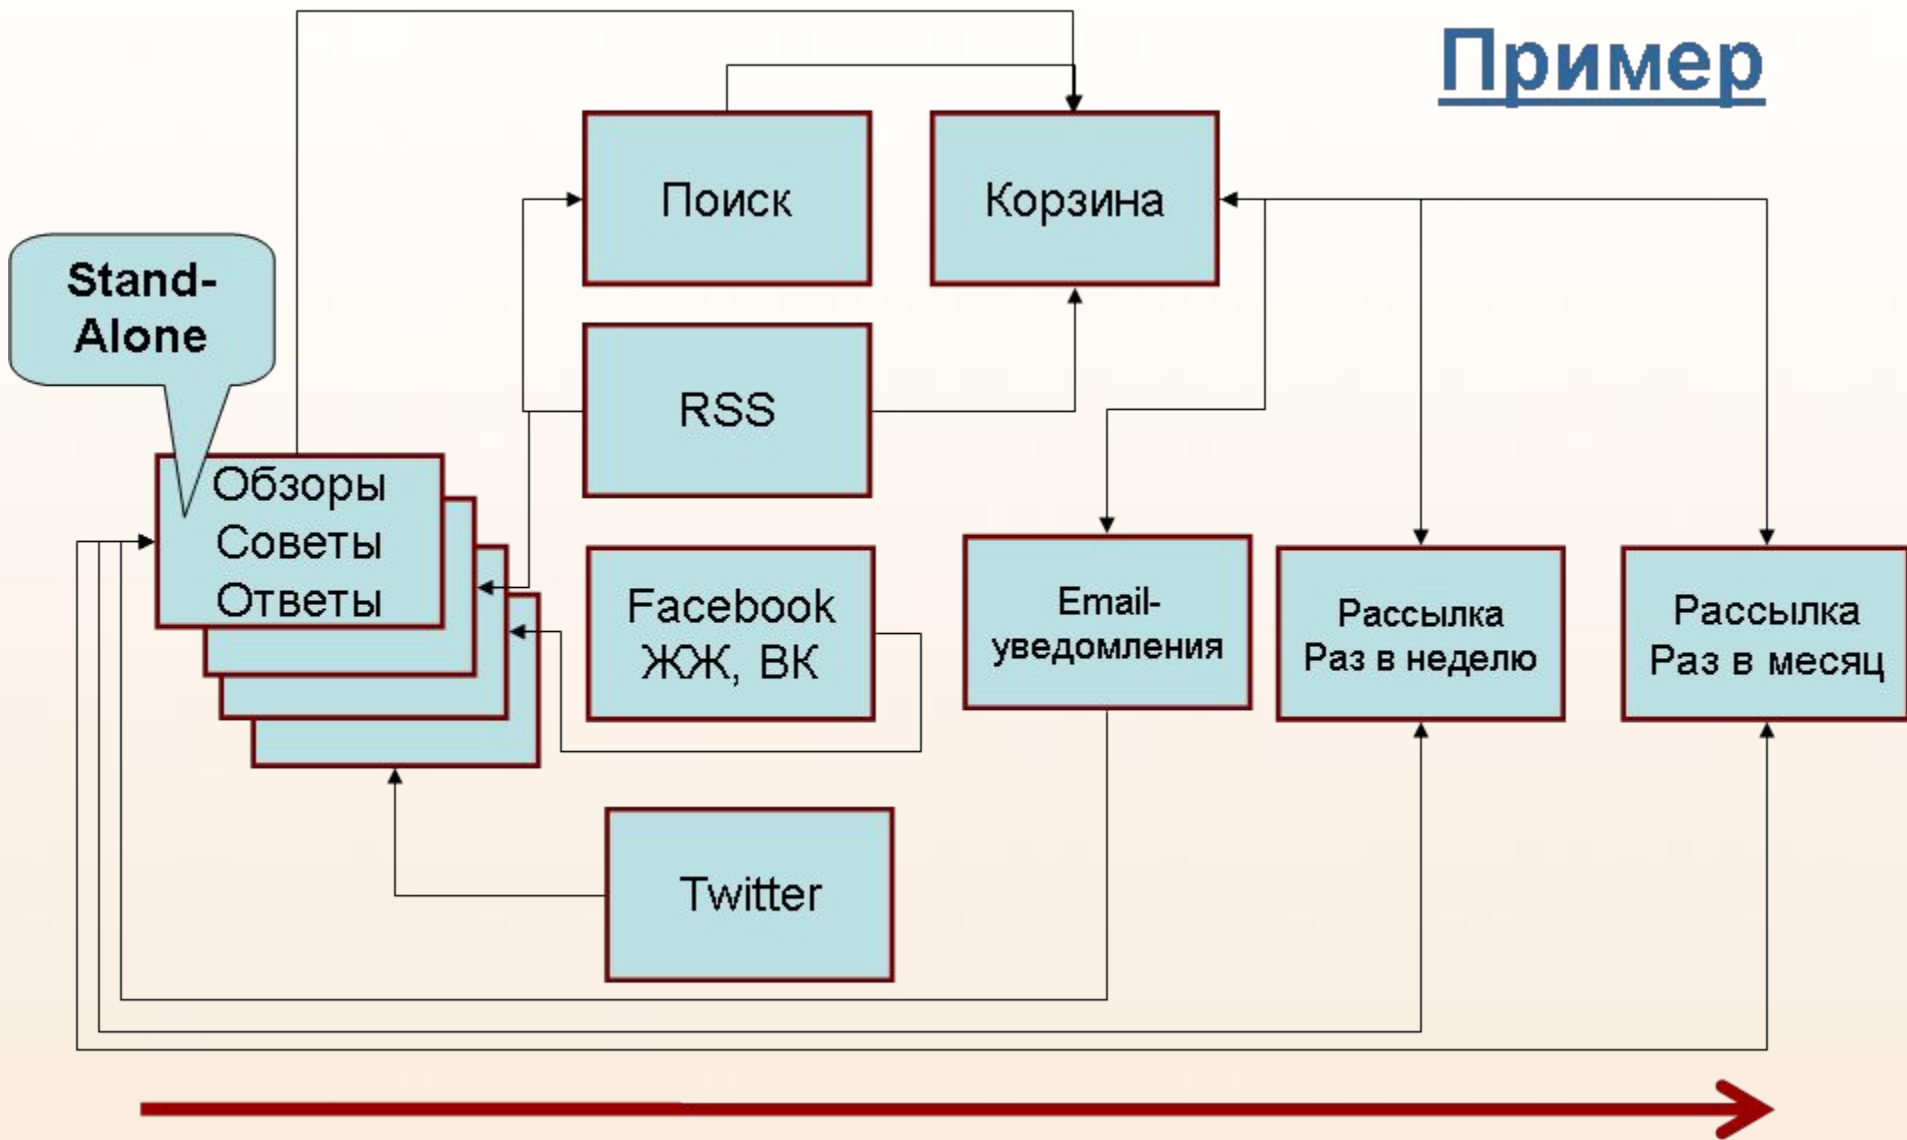 Пример
Поиск
Корзина
Stand-
Alone
RSS
Обзоры
Советы
Ответы
Facebook
ЖЖ, ВК
Email-
уведомления
Рассылка
Раз в неделю
Рассылка
Раз в месяц
Twitter